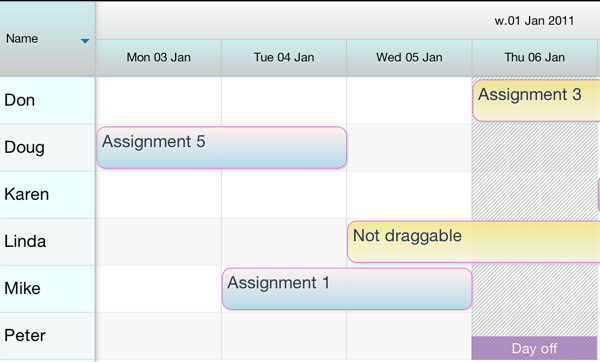 w.01 Jan 2011
Name
Mon 03 Jan
Tue 04 Jan
Wed 05 Jan
Thu 06 Jan
Don
Assignment 3
Doug
Assignment 5
Karen
Linda
Not draggable
Mike
Assignment 1
Peter
Day off